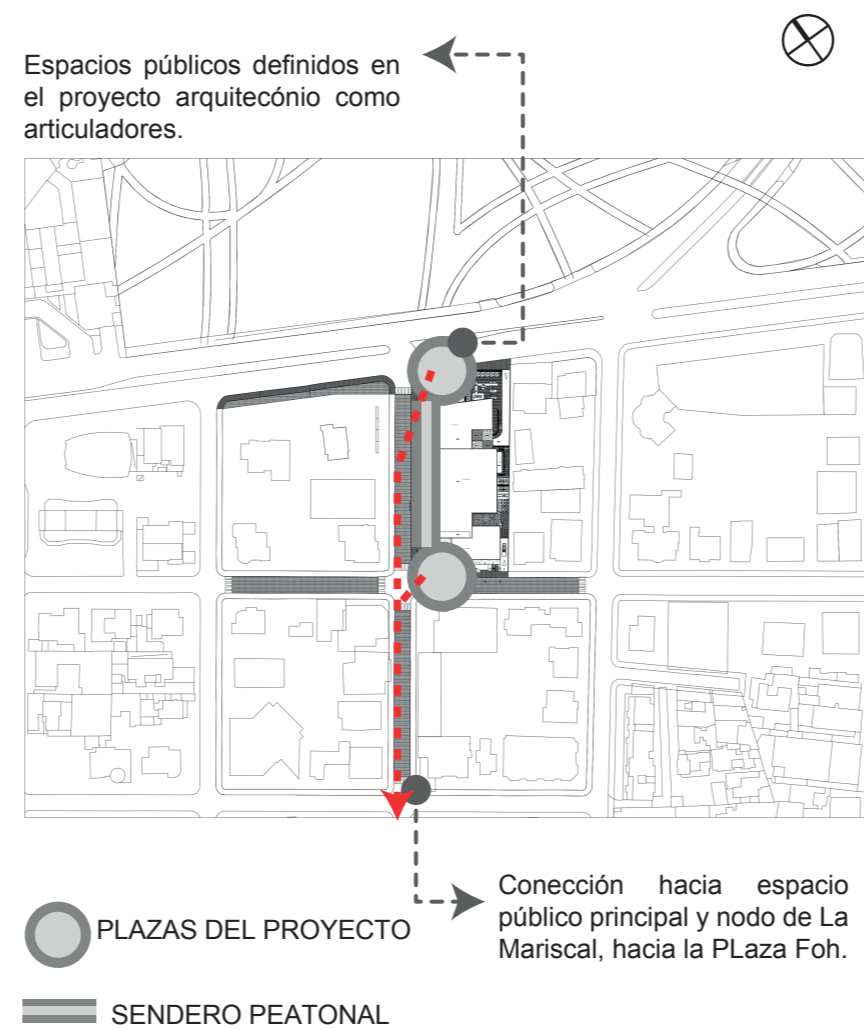 Espacios públicos definidos en
el proyecto arquitecónio como
articuladores.
Conección hacia espacio
público principal y nodo de La
Mariscal, hacia la PLaza Foh.
PLAZAS DEL PROYECTO
SENDERO PEATONAL